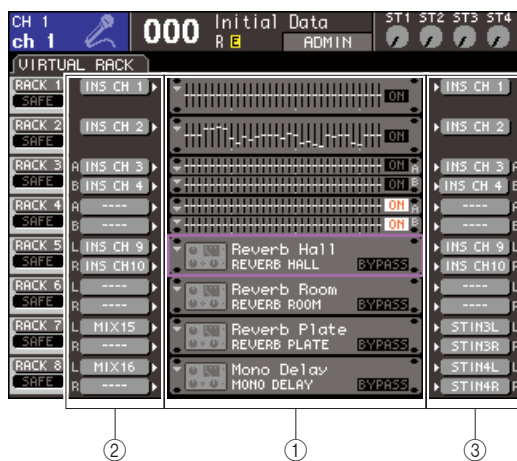 CH 1
ch 1
000
Initial Data
R E
ADMIN
ST1 ST2 ST3 ST4
VIRTUAL RACK
RACK 1
SAFE
INS CH 1
ON
INS CH 1
RACK 2
SAFE
INS CH 2
ON
INS CH 2
RACK 3
SAFE
A INS CH 3
ON A
INS CH 3 A
B INS CH 4
ON B
INS CH 4 B
RACK 4
SAFE
A ----
ON A
---- A
B ----
ON B
---- B
RACK 5
SAFE
L INS CH 9
Reverb Hall
INS CH 9 L
R INS CH10
REVERB HALL
BYPASS
INS CH10 R
RACK 6
SAFE
L ----
Reverb Room
---- L
R ----
REVERB ROOM
BYPASS
---- R
RACK 7
SAFE
L MIX15
Reverb Plate
STIN3L L
R ----
REVERB PLATE
BYPASS
STIN3R R
RACK 8
SAFE
L MIX16
Mono Delay
STIN4L L
R ----
MONO DELAY
BYPASS
STIN4R R
② ① ③